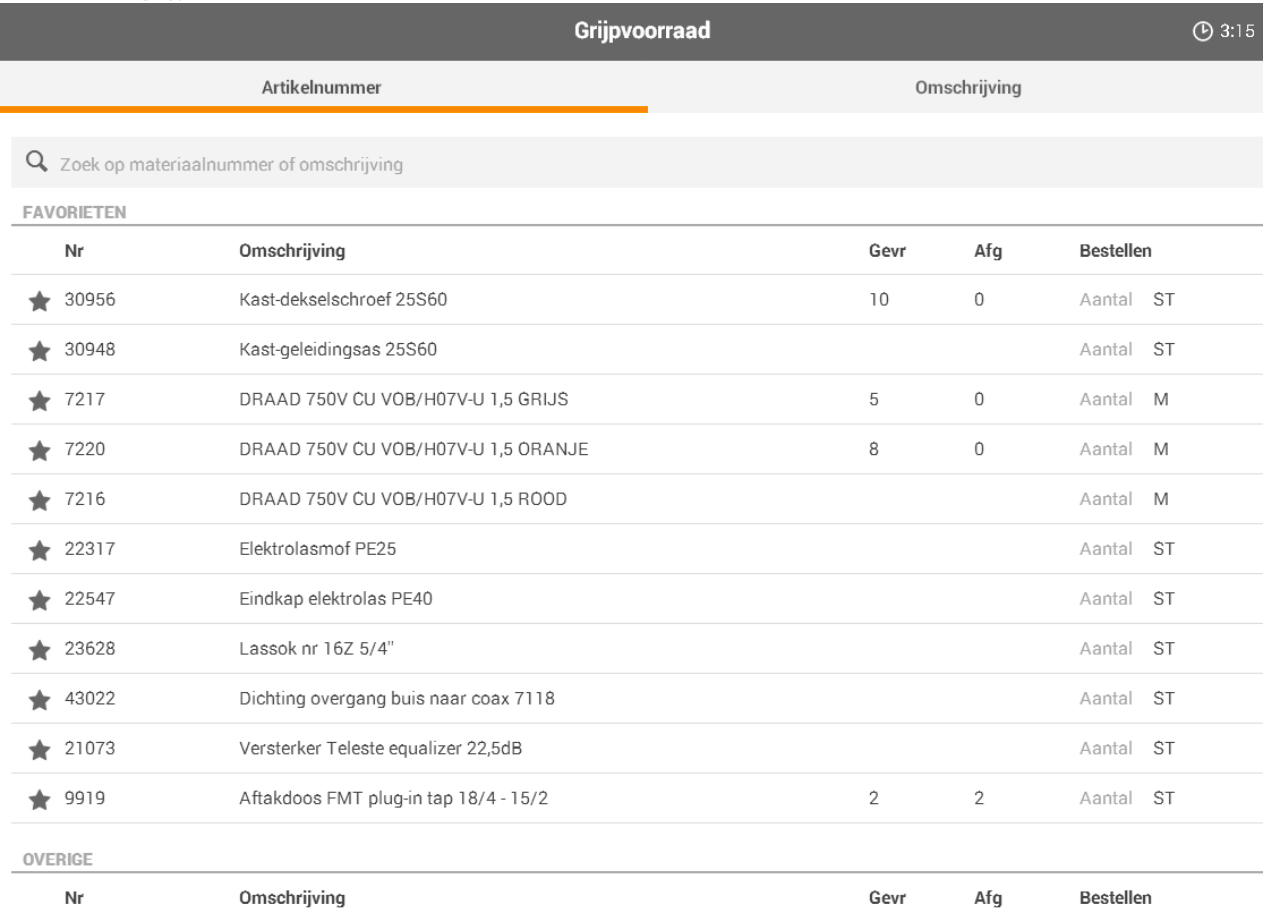 Grijpvoorraad 3:15
Artikelnummer Omschrijving
Zoek op materiaalnummer of omschrijving
FAVORIETEN
Nr Omschrijving Gevr Afg Bestellen
30956 Kast-dekselschroef 25S60 10 0 Aantal ST
30948 Kast-geleidingsas 25S60 Aantal ST
7217 DRAAD 750V CU VOB/H07V-U 1,5 GRIJS 5 0 Aantal M
7220 DRAAD 750V CU VOB/H07V-U 1,5 ORANJE 8 0 Aantal M
7216 DRAAD 750V CU VOB/H07V-U 1,5 ROOD Aantal M
22317 Elektrolasmof PE25 Aantal ST
22547 Eindkap elektrolas PE40 Aantal ST
23628 Lassok nr 16Z 5/4" Aantal ST
43022 Dichting overgang buis naar coax 7118 Aantal ST
21073 Versterker Teleste equalizer 22,5dB Aantal ST
9919 Aftakdoos FMT plug-in tap 18/4 - 15/2 2 2 Aantal ST
OVERIGE
Nr Omschrijving Gevr Afg Bestellen